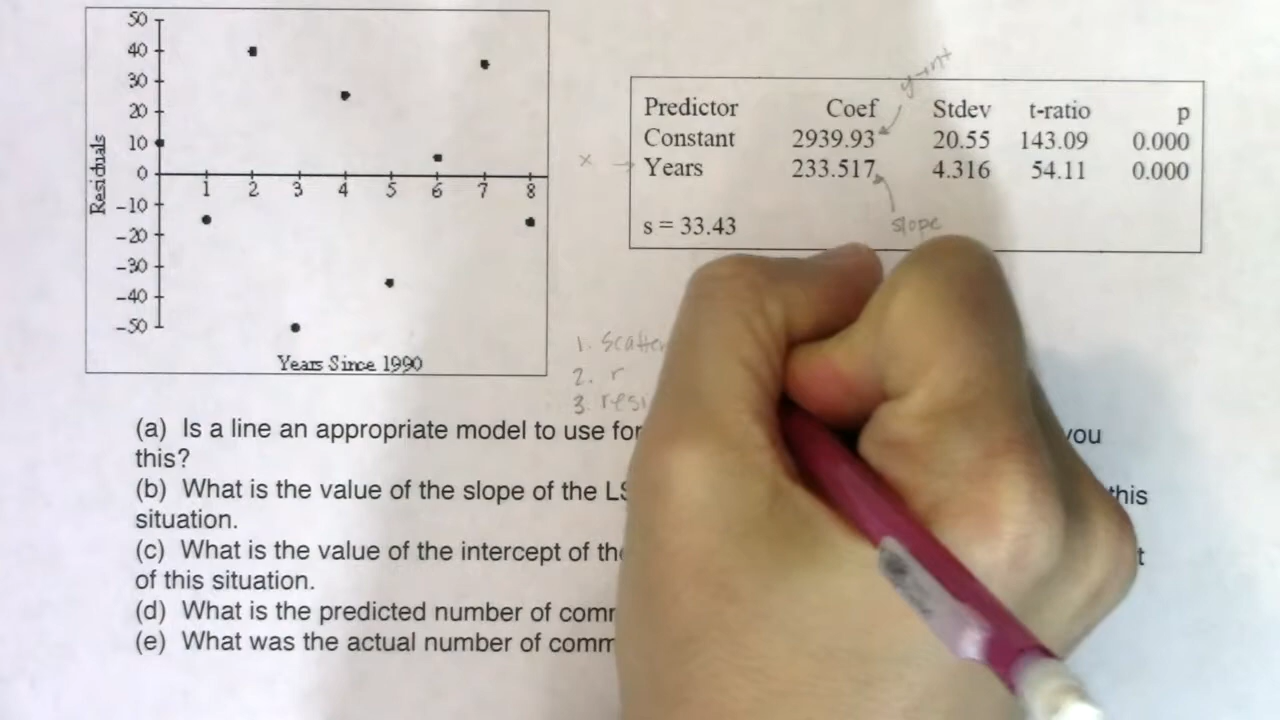 50
40
30
20
10
0
-10
-20
-30
-40
-50
Residuals
1 2 3 4 5 6 7 8
Years Since 1990
y-int
Predictor Coef Stdev t-ratio p
Constant 2939.93 20.55 143.09 0.000
x → Years 233.517 4.316 54.11 0.000
slope
s = 33.43
1. Scatter
2. r
3. resi
(a) Is a line an appropriate model to use for you
this?
(b) What is the value of the slope of the LS this
situation.
(c) What is the value of the intercept of the t
of this situation.
(d) What is the predicted number of comm
(e) What was the actual number of comm